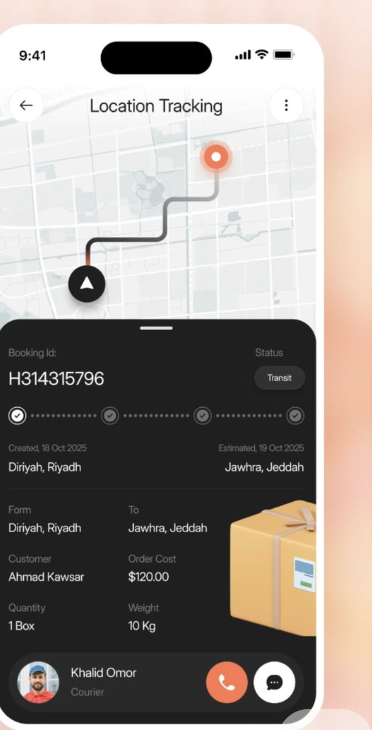 9:41
Location Tracking
Booking Id:
Status
H314315796
Transit
Created, 18 Oct 2025
Estimated, 19 Oct 2025
Diriyah, Riyadh
Jawhra, Jeddah
Form
To
Diriyah, Riyadh
Jawhra, Jeddah
Customer
Order Cost
Ahmad Kawsar
$120.00
Quantity
Weight
1 Box
10 Kg
Khalid Omor
Courier